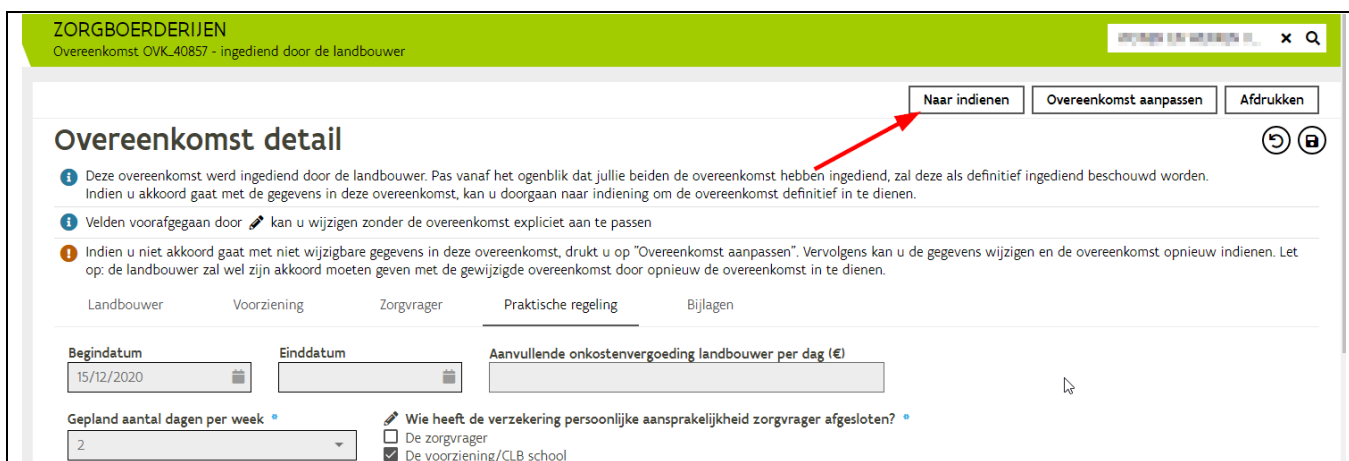 ZORGBOERDERIJEN
Overeenkomst OVK_40857 - ingediend door de landbouwer
Naar indienen Overeenkomst aanpassen Afdrukken
Overeenkomst detail
Deze overeenkomst werd ingediend door de landbouwer. Pas vanaf het ogenblik dat jullie beiden de overeenkomst hebben ingediend, zal deze als definitief ingediend beschouwd worden.
Indien u akkoord gaat met de gegevens in deze overeenkomst, kan u doorgaan naar indiening om de overeenkomst definitief in te dienen.
Velden voorafgegaan door kan u wijzigen zonder de overeenkomst expliciet aan te passen
Indien u niet akkoord gaat met niet wijzigbare gegevens in deze overeenkomst, drukt u op "Overeenkomst aanpassen". Vervolgens kan u de gegevens wijzigen en de overeenkomst opnieuw indienen. Let
op: de landbouwer zal wel zijn akkoord moeten geven met de gewijzigde overeenkomst door opnieuw de overeenkomst in te dienen.
Landbouwer Voorziening Zorgvrager Praktische regeling Bijlagen
Begindatum Einddatum Aanvullende onkostenvergoeding landbouwer per dag (€)
15/12/2020
Gepland aantal dagen per week * Wie heeft de verzekering persoonlijke aansprakelijkheid zorgvrager afgesloten? *
2 De zorgvrager
De voorziening/CLB school